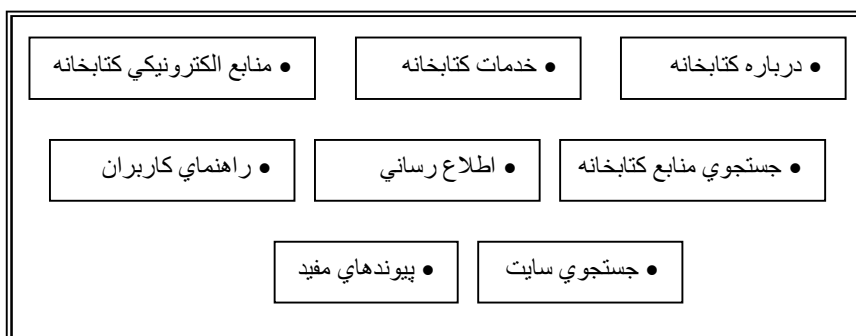 • درباره كتابخانه • خدمات كتابخانه • منابع الكترونيكي كتابخانه
• جستجوي منابع كتابخانه • اطلاع رساني • راهنماي كاربران
• جستجوي سايت • پيوندهاي مفيد